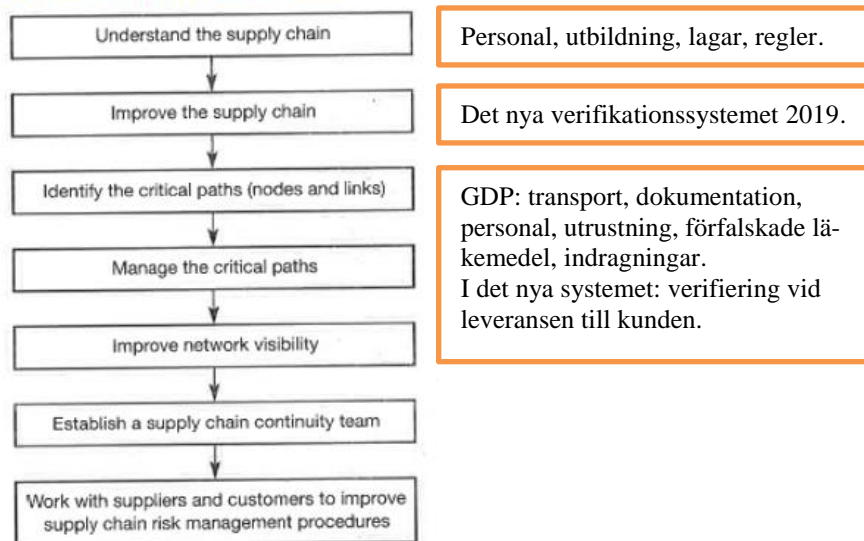 Understand the supply chain
Personal, utbildning, lagar, regler.
Improve the supply chain
Det nya verifikationssystemet 2019.
Identify the critical paths (nodes and links)
GDP: transport, dokumentation,
personal, utrustning, förfalskade lä-
kemedel, indragningar.
I det nya systemet: verifiering vid
leveransen till kunden.
Manage the critical paths
Improve network visibility
Establish a supply chain continuity team
Work with suppliers and customers to improve
supply chain risk management procedures